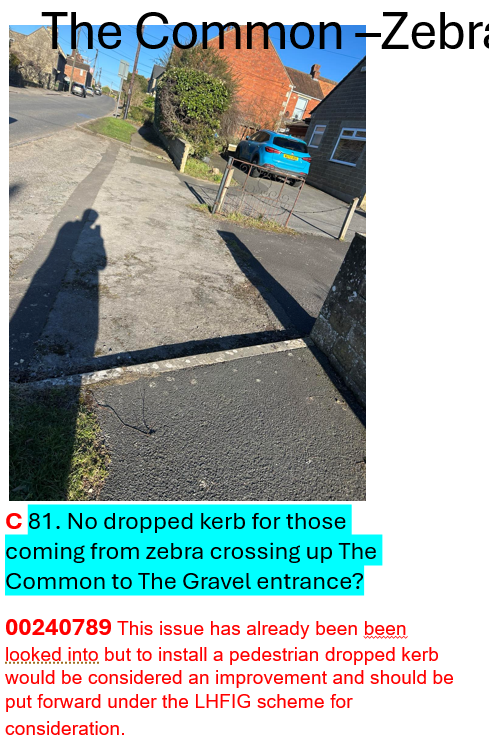 The Common –Zebra
C 81. No dropped kerb for those
coming from zebra crossing up The
Common to The Gravel entrance?
00240789 This issue has already been been
looked into but to install a pedestrian dropped kerb
would be considered an improvement and should be
put forward under the LHFIG scheme for
consideration.